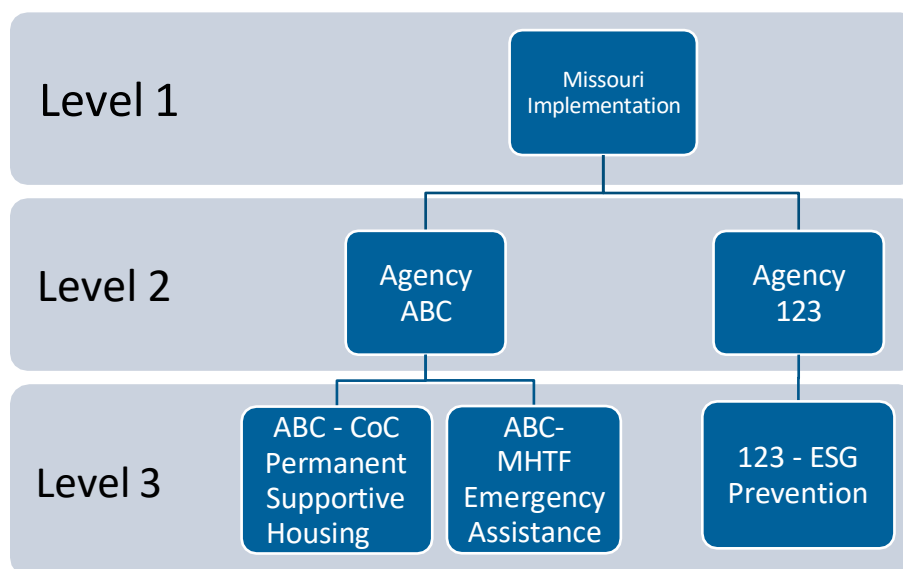 Level 1
Missouri
Implementation
Level 2
Agency
ABC
Agency
123
Level 3
ABC - CoC
Permanent
Supportive
Housing
ABC-
MHTF
Emergency
Assistance
123 - ESG
Prevention